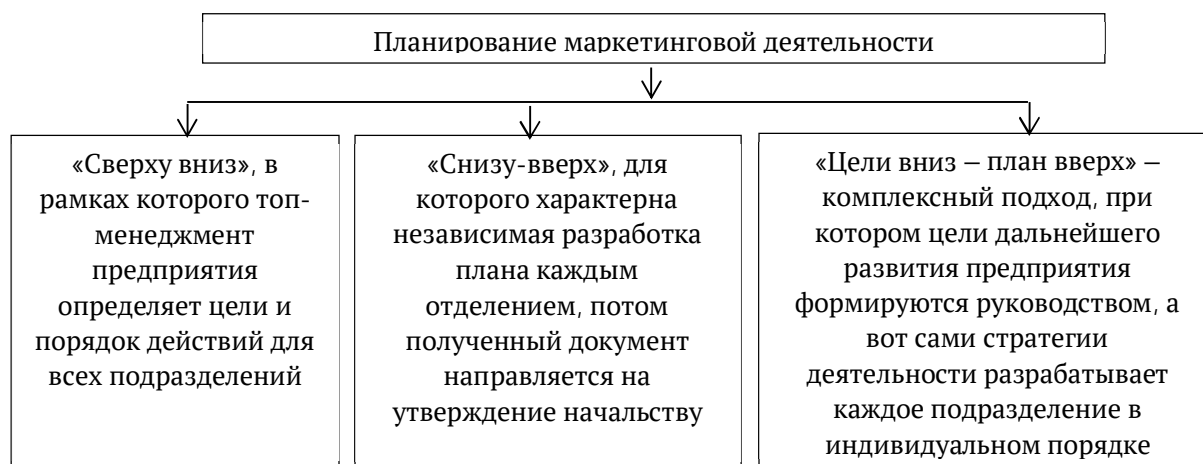 Планирование маркетинговой деятельности
«Сверху вниз», в
рамках которого топ-
менеджмент
предприятия
определяет цели и
порядок действий для
всех подразделений
«Снизу-вверх», для
которого характерна
независимая разработка
плана каждым
отделением, потом
полученный документ
направляется на
утверждение начальству
«Цели вниз – план вверх» –
комплексный подход, при
котором цели дальнейшего
развития предприятия
формируются руководством, а
вот сами стратегии
деятельности разрабатывает
каждое подразделение в
индивидуальном порядке